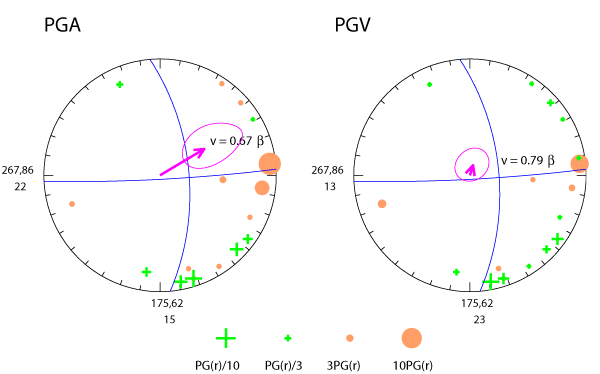 PGA
PGV
v = 0.67 β
v = 0.79 β
267,86
22
267,86
13
175,62
15
175,62
23
PG(r)/10
PG(r)/3
3PG(r)
10PG(r)